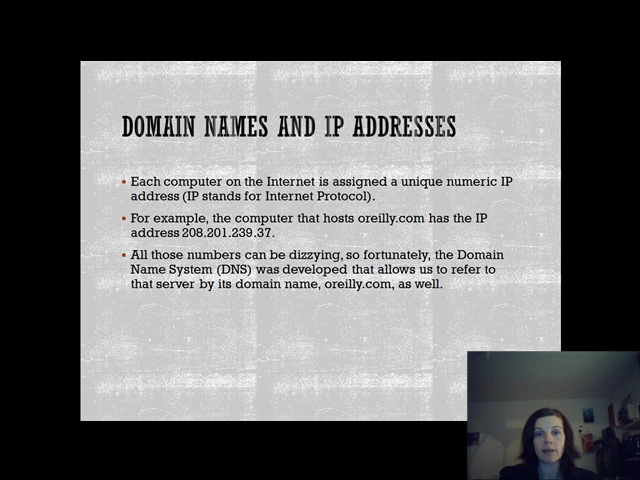 DOMAIN NAMES AND IP ADDRESSES
Each computer on the Internet is assigned a unique numeric IP
address (IP stands for Internet Protocol).
For example, the computer that hosts oreilly.com has the IP
address 208.201.239.37.
All those numbers can be dizzying, so fortunately, the Domain
Name System (DNS) was developed that allows us to refer to
that server by its domain name, oreilly.com, as well.